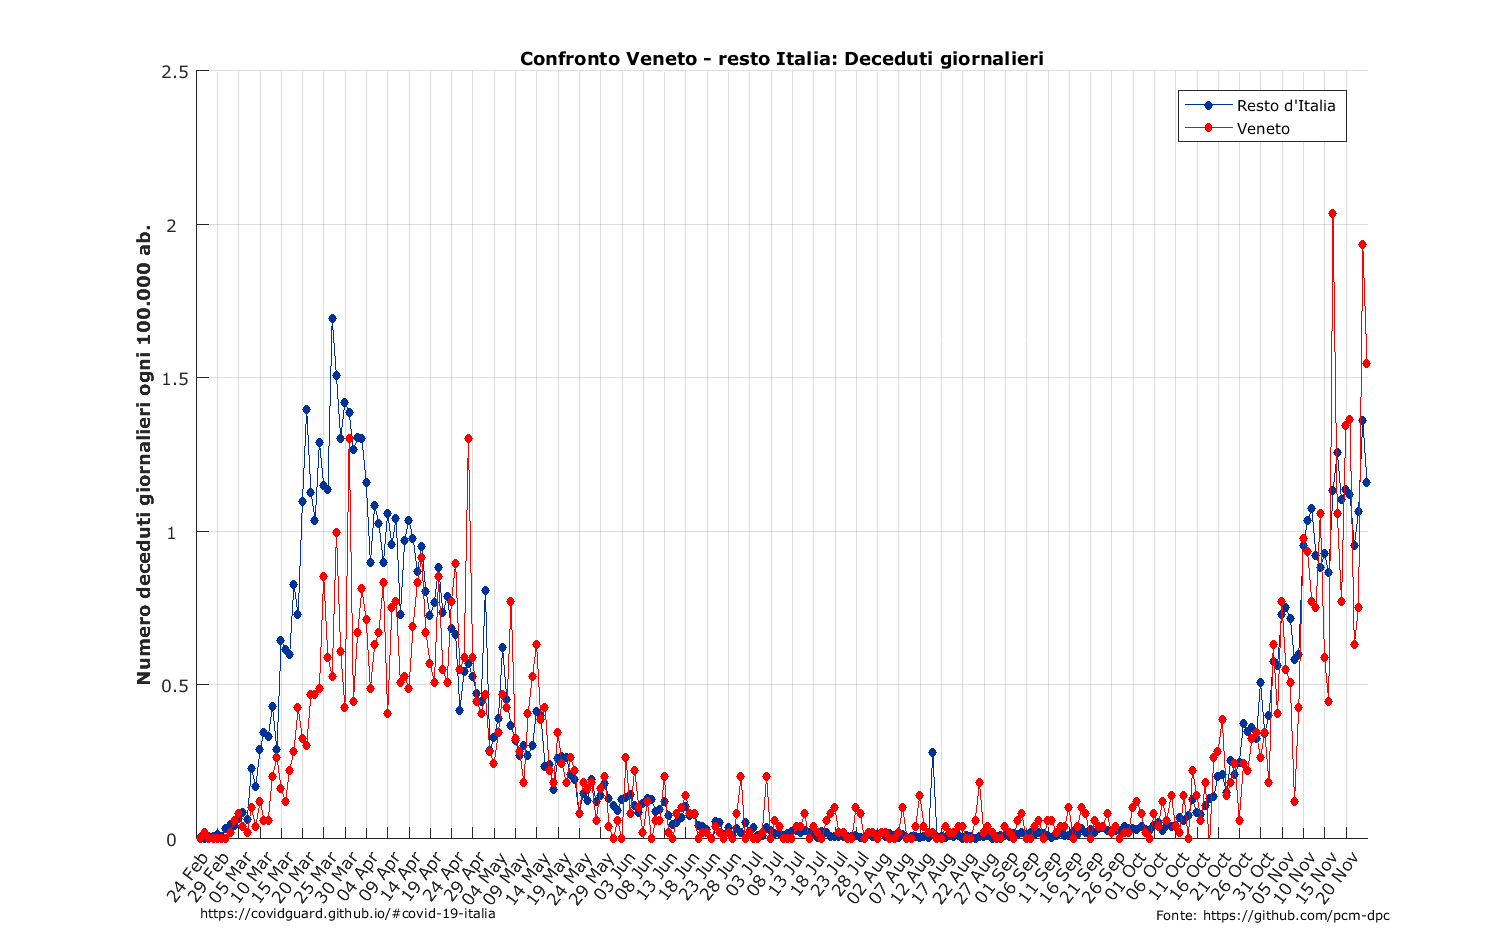 Confronto Veneto - resto Italia: Deceduti giornalieri
Numero deceduti giornalieri ogni 100.000 ab.
2.5
2
1.5
1
0.5
0
Resto d'Italia
Veneto
24 Feb
29 Feb
05 Mar
10 Mar
15 Mar
20 Mar
25 Mar
30 Mar
04 Apr
09 Apr
14 Apr
19 Apr
24 Apr
29 Apr
04 May
09 May
14 May
19 May
24 May
29 May
03 Jun
08 Jun
13 Jun
18 Jun
23 Jun
28 Jun
03 Jul
08 Jul
13 Jul
18 Jul
23 Jul
28 Jul
02 Aug
07 Aug
12 Aug
17 Aug
22 Aug
27 Aug
01 Sep
06 Sep
11 Sep
16 Sep
21 Sep
26 Sep
01 Oct
06 Oct
11 Oct
16 Oct
21 Oct
26 Oct
31 Oct
05 Nov
10 Nov
15 Nov
20 Nov
https://covidguard.github.io/#covid-19-italia
Fonte: https://github.com/pcm-dpc